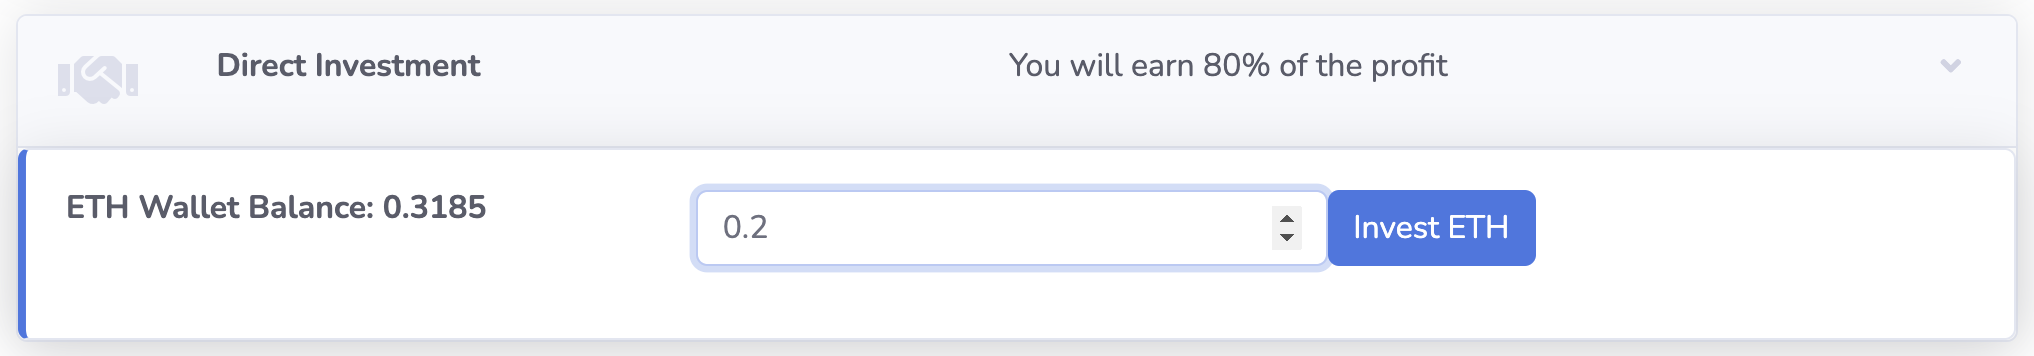 Direct Investment
You will earn 80% of the profit
ETH Wallet Balance: 0.3185
0.2
Invest ETH